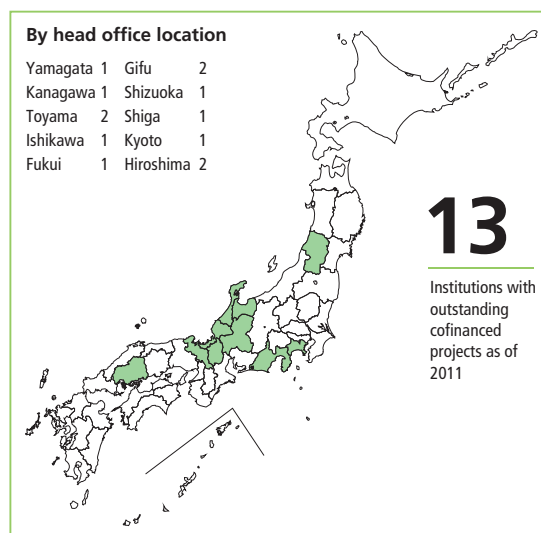 By head office location
Yamagata 1 Gifu 2
Kanagawa 1 Shizuoka 1
Toyama 2 Shiga 1
Ishikawa 1 Kyoto 1
Fukui 1 Hiroshima 2
13
Institutions with
outstanding
cofinanced
projects as of
2011